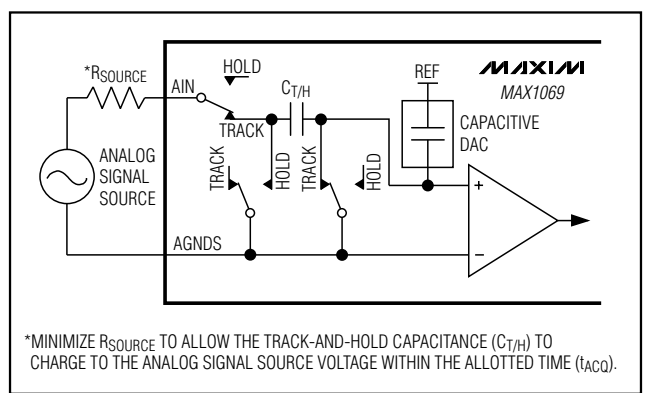 *RSOURCE
AIN
HOLD
CT/H
REF
MAXIM
MAX1069
TRACK
CAPACITIVE
DAC
ANALOG
SIGNAL
SOURCE
TRACK
HOLD
TRACK
HOLD
+
AGNDS
−
*MINIMIZE RSOURCE TO ALLOW THE TRACK-AND-HOLD CAPACITANCE (CT/H) TO
CHARGE TO THE ANALOG SIGNAL SOURCE VOLTAGE WITHIN THE ALLOTTED TIME (tACQ).